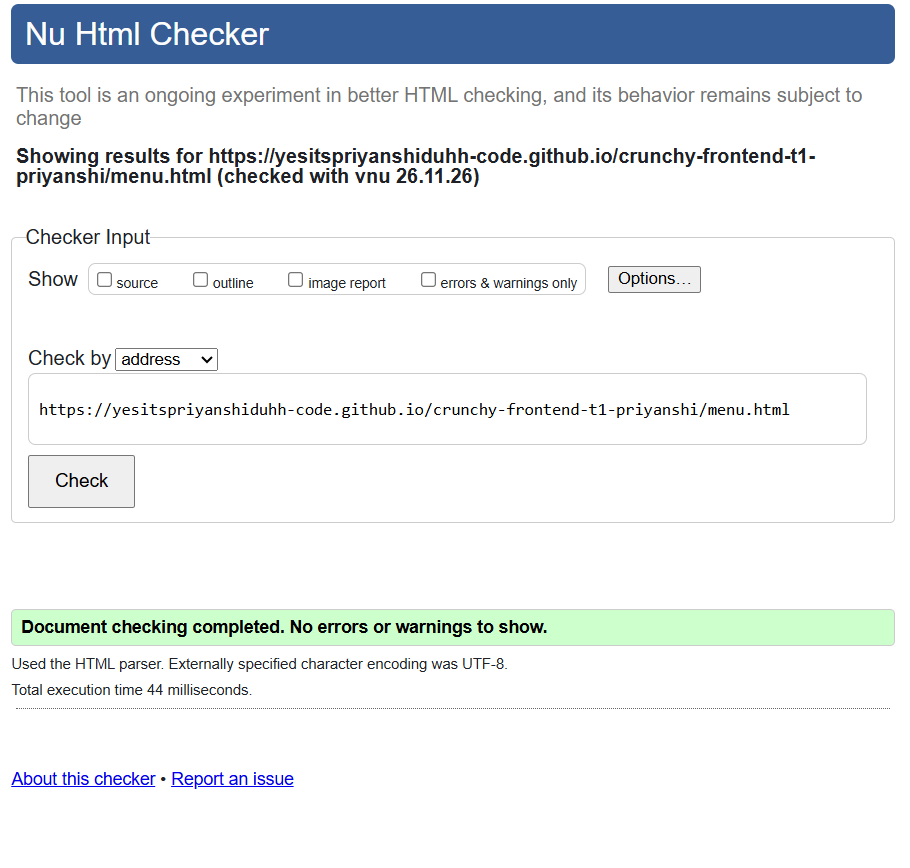 Nu Html Checker
This tool is an ongoing experiment in better HTML checking, and its behavior remains subject to
change
Showing results for https://yesitspriyanshiduhh-code.github.io/crunchy-frontend-t1-
priyanshi/menu.html (checked with vnu 26.11.26)
Checker Input
Show source outline image report errors & warnings only Options...
Check by address
https://yesitspriyanshiduhh-code.github.io/crunchy-frontend-t1-priyanshi/menu.html
Check
Document checking completed. No errors or warnings to show.
Used the HTML parser. Externally specified character encoding was UTF-8.
Total execution time 44 milliseconds.
About this checker • Report an issue